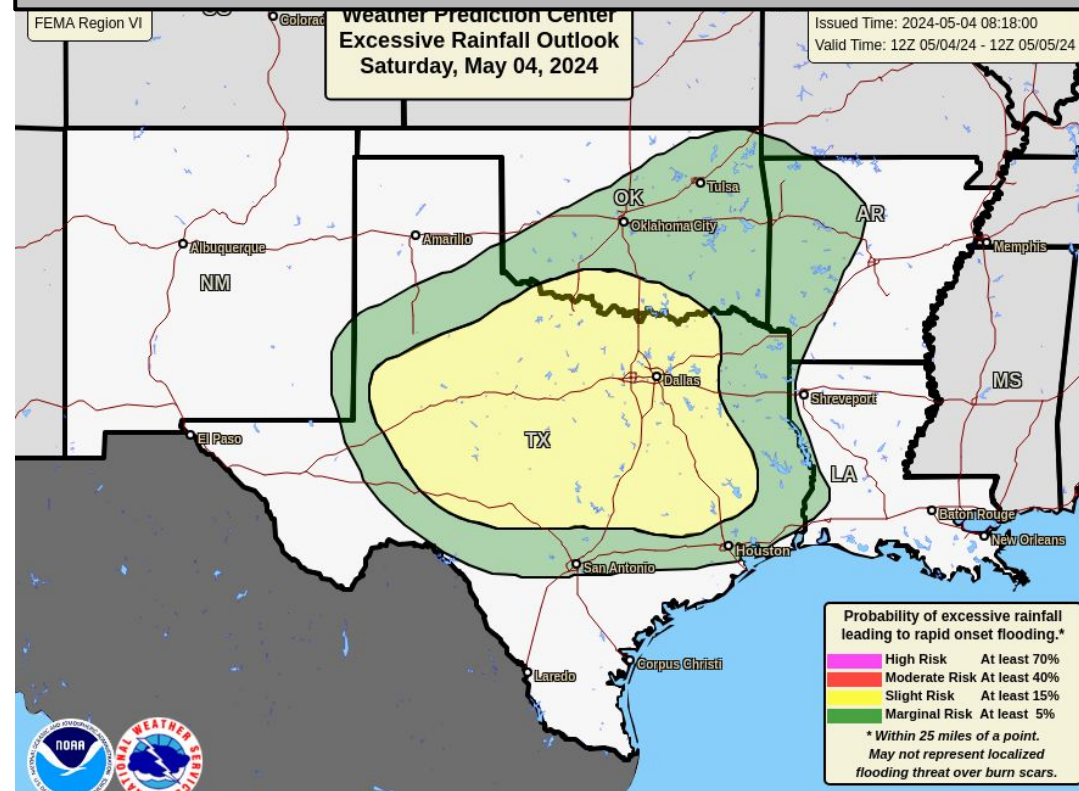 FEMA Region VI
Weather Prediction Center
Excessive Rainfall Outlook
Saturday, May 04, 2024
Issued Time: 2024-05-04 08:18:00
Valid Time: 12Z 05/04/24 - 12Z 05/05/24
Colorad
Tulsa
OK
AR
Oklahoma City
Amarillo
Albuquerque
Memphis
NM
MS
Dallas
Shreveport
El Paso
TX
LA
Baton Rouge
New Orleans
Houston
San Antonio
Corpus Christi
Laredo
Probability of excessive rainfall
leading to rapid onset flooding.*
High Risk At least 70%
Moderate Risk At least 40%
Slight Risk At least 15%
Marginal Risk At least 5%
* Within 25 miles of a point.
May not represent localized
flooding threat over burn scars.
NOAA
NATIONAL WEATHER SERVICE